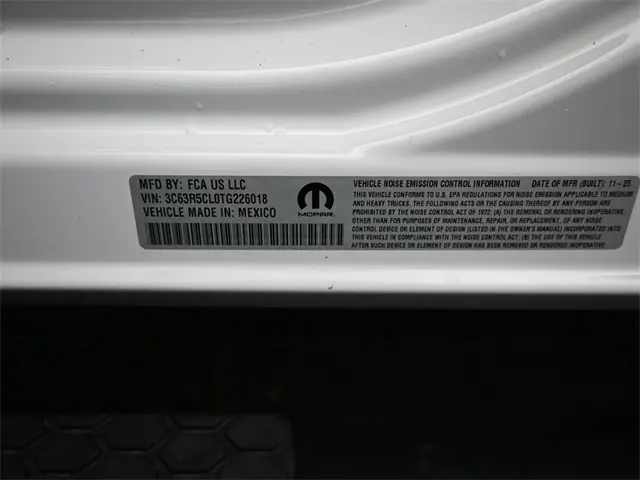 MFD BY: FCA US LLC
VIN: 3C63R5CL0TG226018
VEHICLE MADE IN: MEXICO
MOPAR
VEHICLE NOISE EMISSION CONTROL INFORMATION DATE OF MFR (BUILT): 11-25
THIS VEHICLE CONFORMS TO U.S. EPA REGULATIONS FOR NOISE EMISSION APPLICABLE TO MEDIUM
AND HEAVY TRUCKS. THE FOLLOWING ACTS OR THE CAUSING THEREOF BY ANY PERSON ARE
PROHIBITED BY THE NOISE CONTROL ACT OF 1972: (A) THE REMOVAL OR RENDERING INOPERATIVE,
OTHER THAN FOR PURPOSES OF MAINTENANCE, REPAIR, OR REPLACEMENT, OF ANY NOISE
CONTROL DEVICE OR ELEMENT OF DESIGN (LISTED IN THE OWNER'S MANUAL) INCORPORATED INTO
THIS VEHICLE IN COMPLIANCE WITH THE NOISE CONTROL ACT; (B) THE USE OF THIS VEHICLE
AFTER SUCH DEVICE OR ELEMENT OF DESIGN HAS BEEN REMOVED OR RENDERED INOPERATIVE.